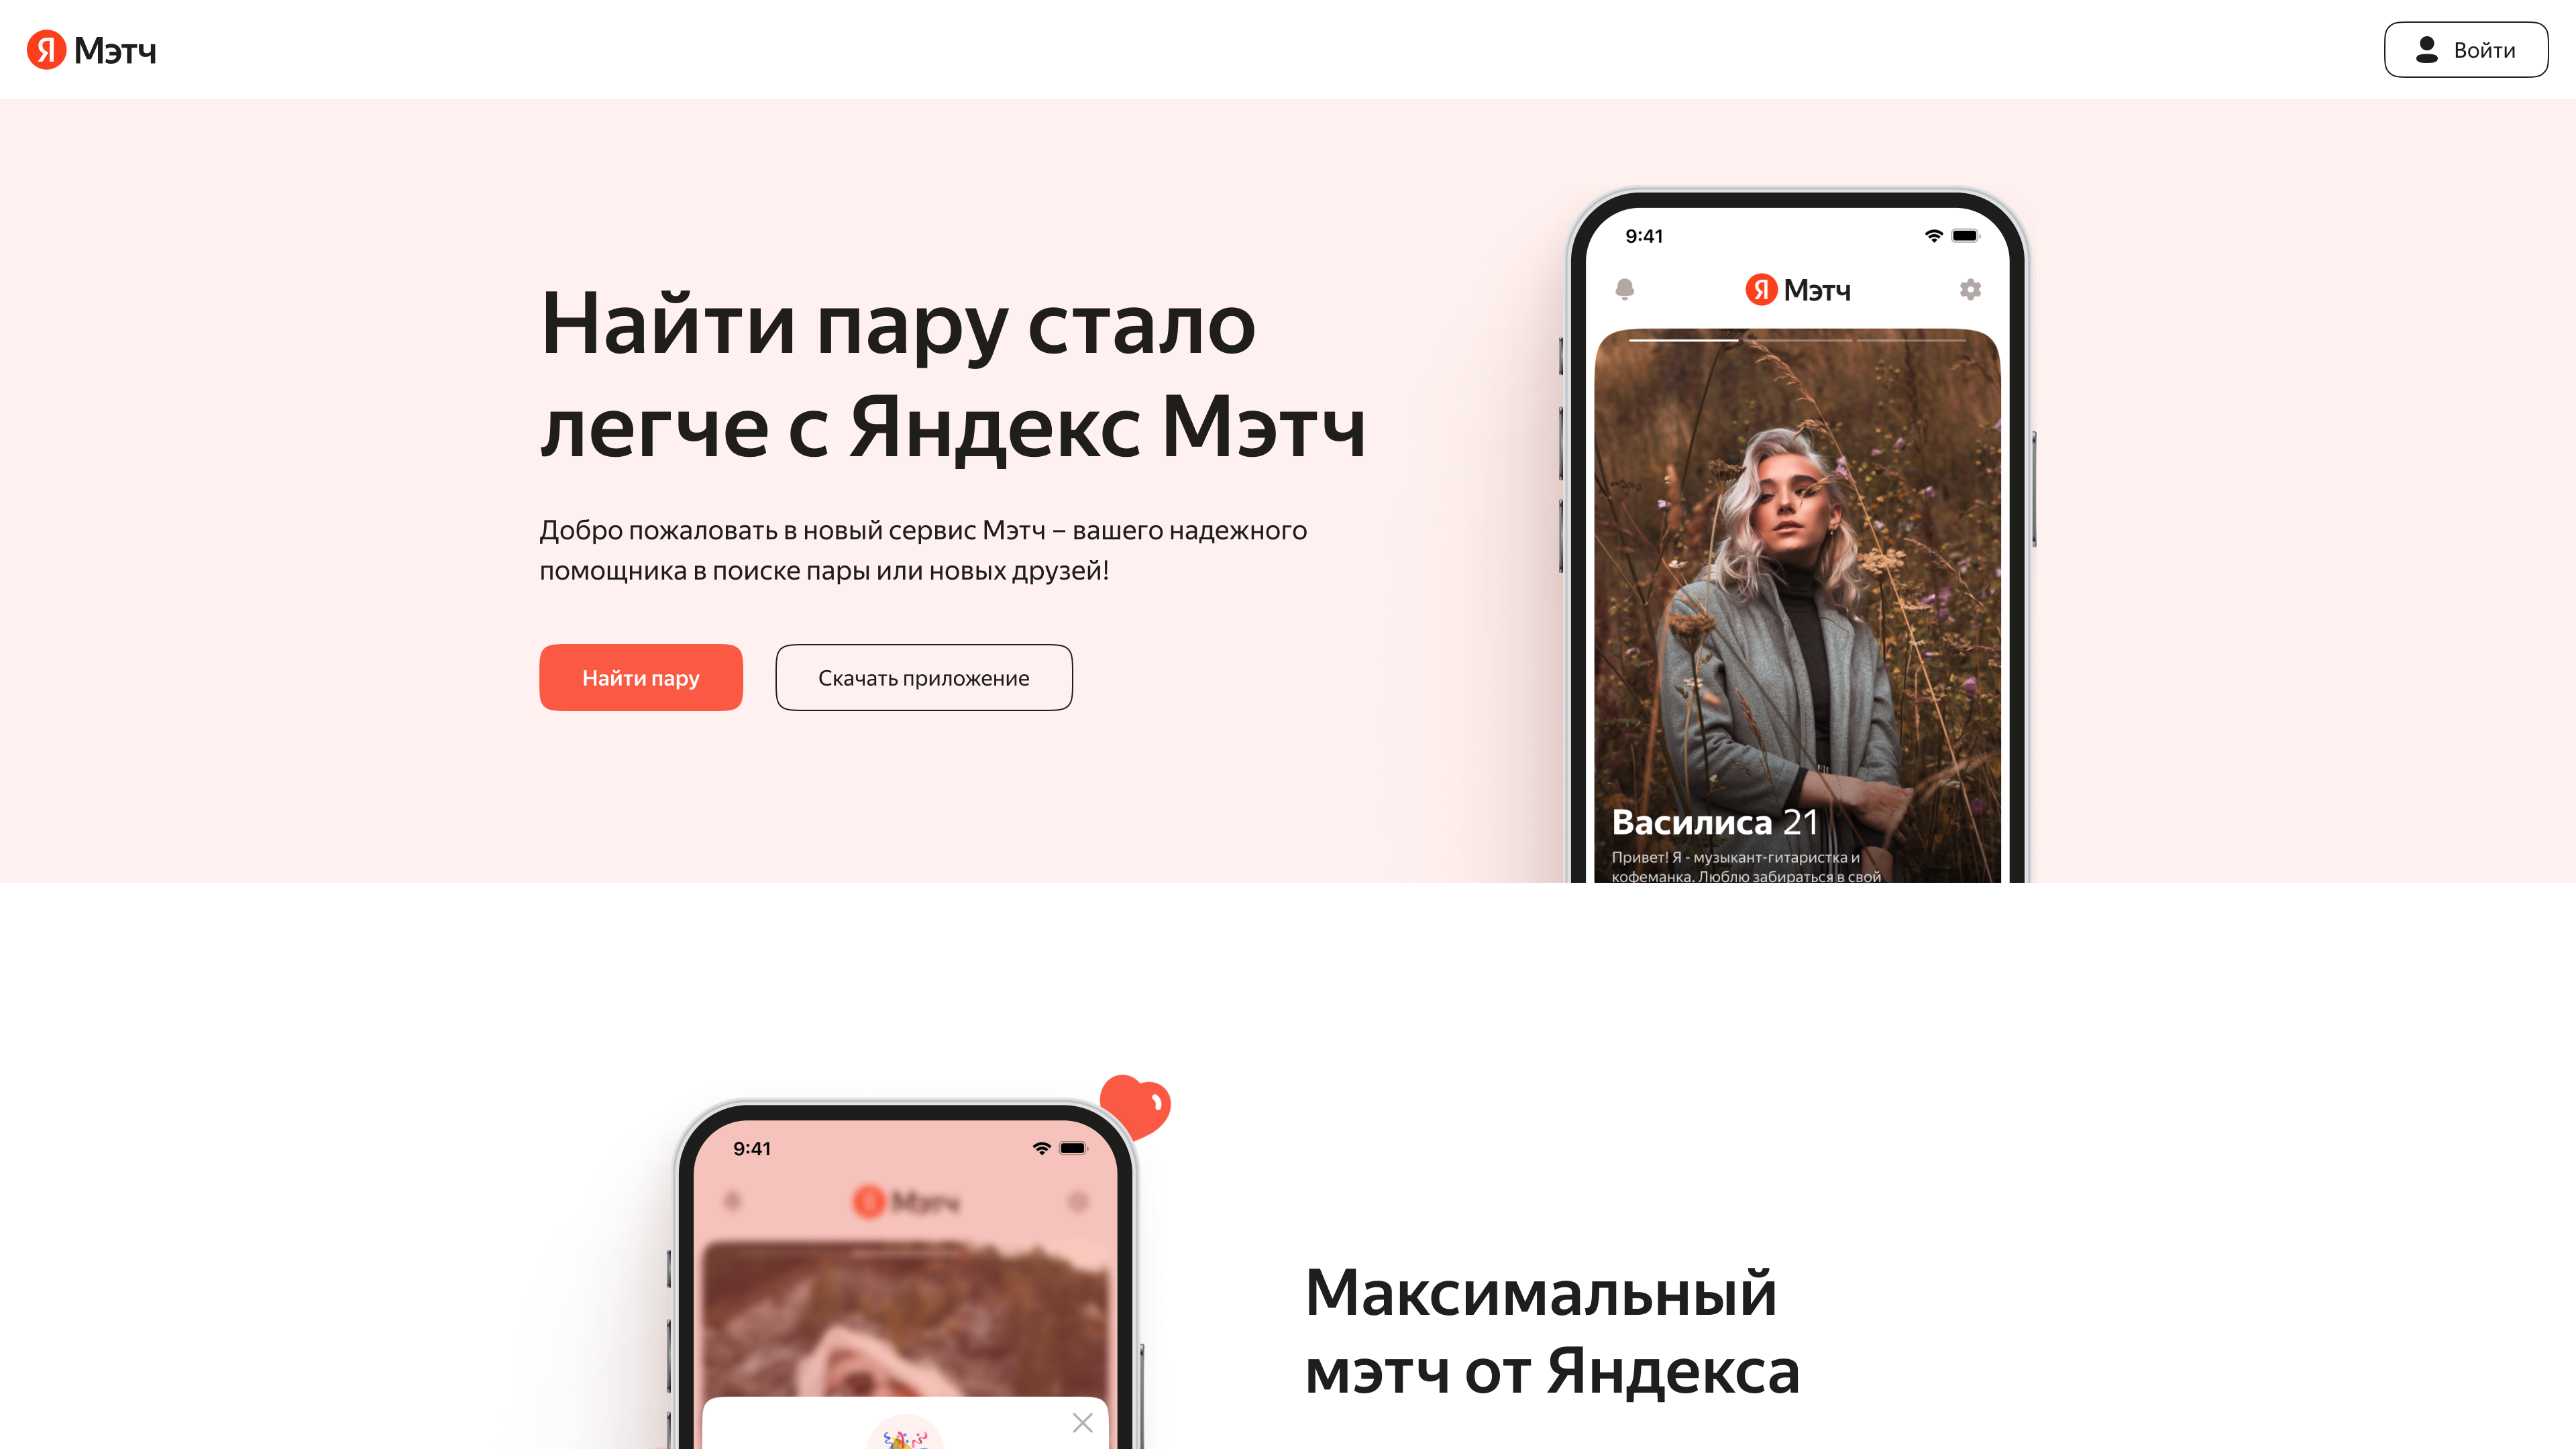 Я Мэтч
Войти
Найти пару стало
легче с Яндекс Мэтч
Добро пожаловать в новый сервис Мэтч – вашего надежного
помощника в поиске пары или новых друзей!
Найти пару
Скачать приложение
9:41
Я Мэтч
Василиса 21
Привет! Я - музыкант-гитаристка и
кофеманка. Люблю забираться в свой
9:41
Мэтч
Максимальный
мэтч от Яндекса